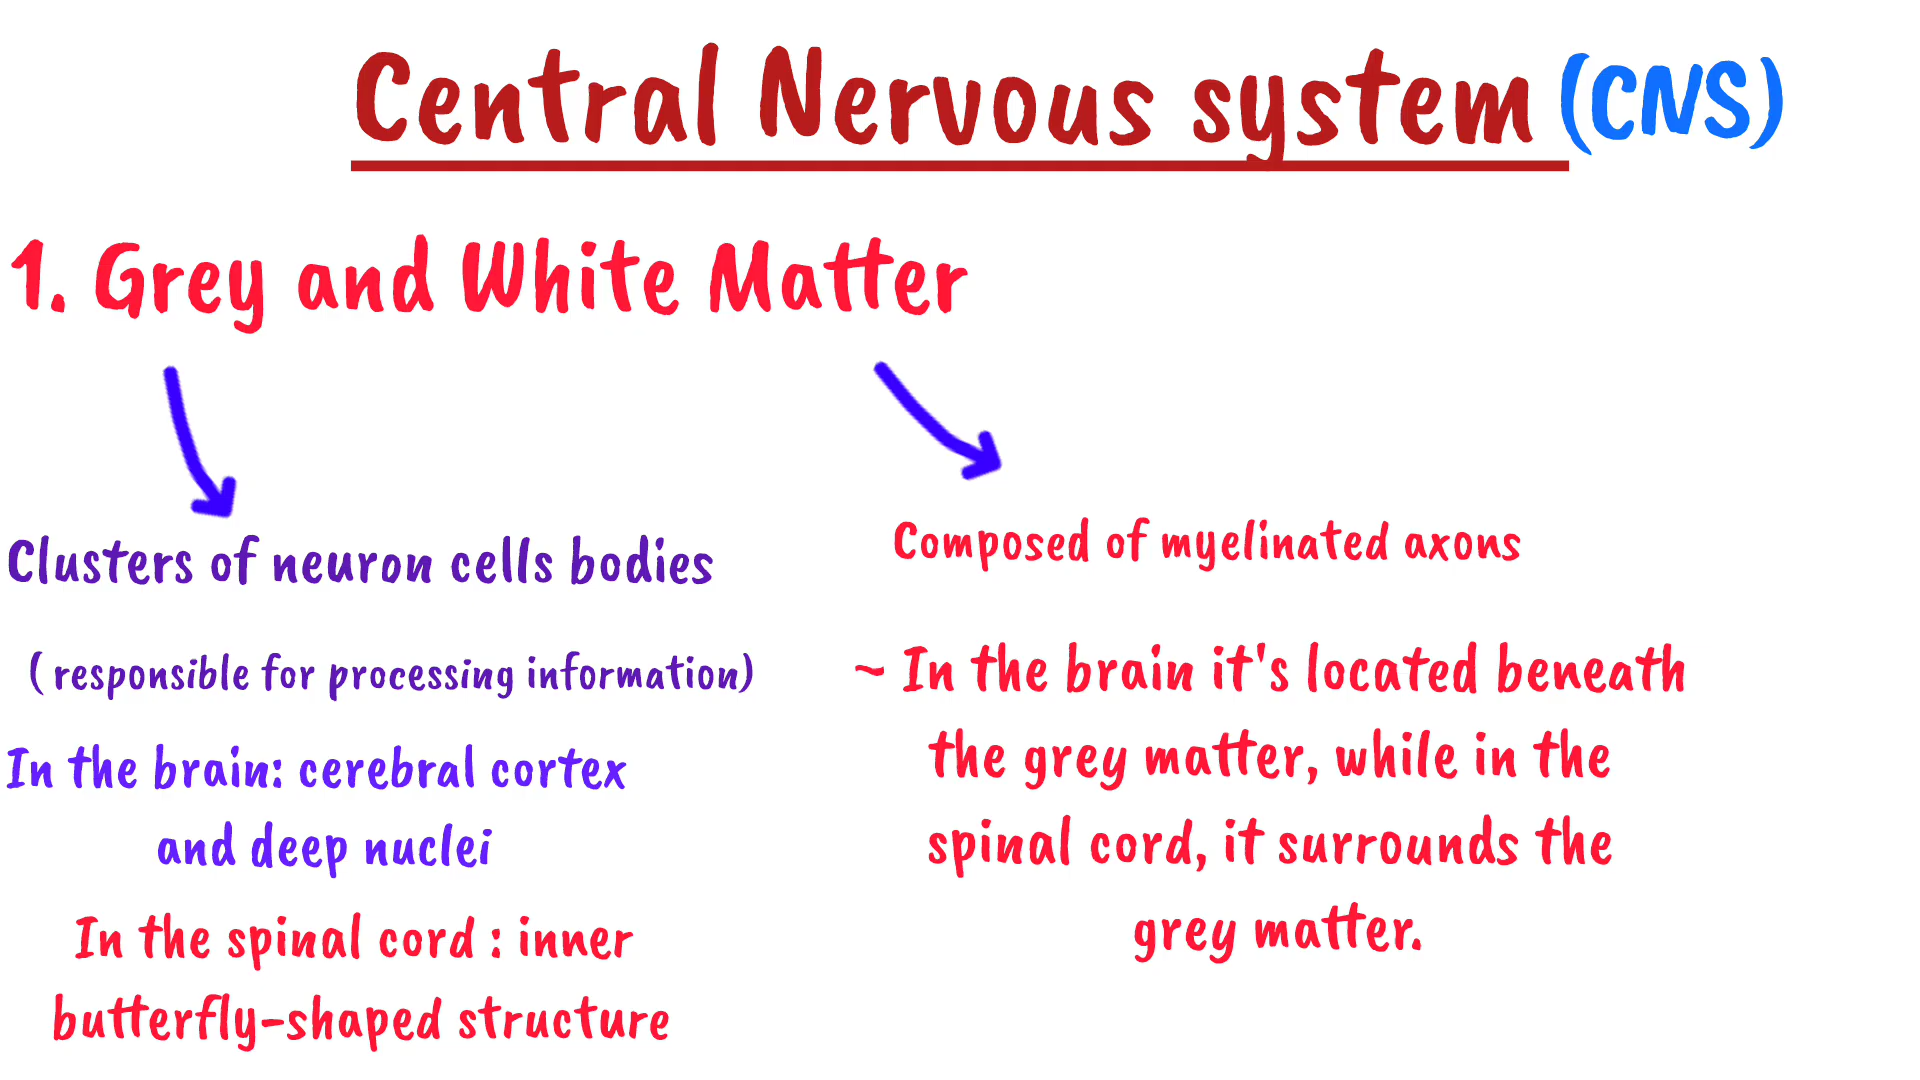 Central Nervous system (CNS)
1. Grey and White Matter
Clusters of neuron cells bodies
( responsible for processing information)
In the brain: cerebral cortex
and deep nuclei
In the spinal cord : inner
butterfly-shaped structure
Composed of myelinated axons
~ In the brain it's located beneath
the grey matter, while in the
spinal cord, it surrounds the
grey matter.